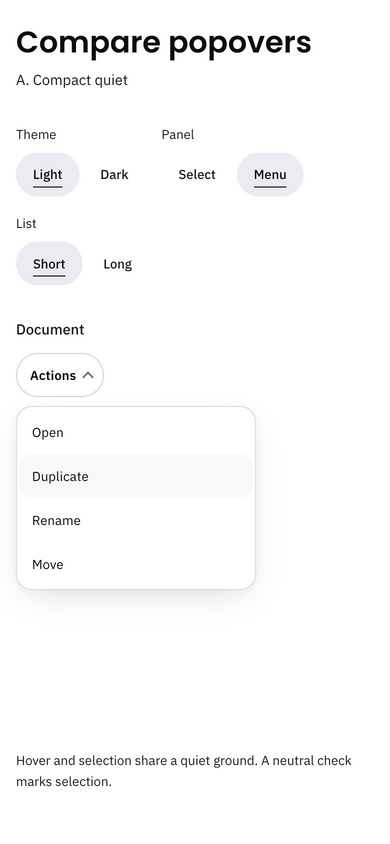 Compare popovers
A. Compact quiet
Theme
Panel
Light
Dark
Select
Menu
List
Short
Long
Document
Actions
Open
Duplicate
Rename
Move
Hover and selection share a quiet ground. A neutral check
marks selection.